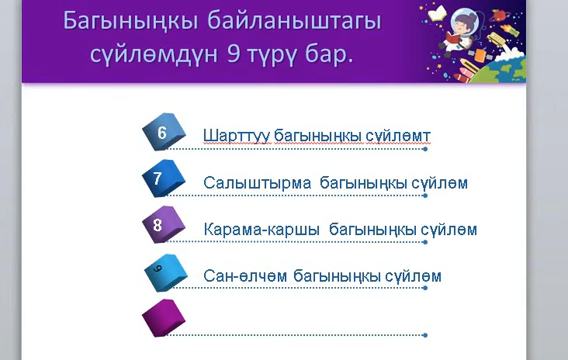 Багыныңкы байланыштагы
сүйлөмдүн 9 түрү бар.
6 Шарттуу багыныңкы сүйлөмт
7 Салыштырма багыныңкы сүйлөм
8 Карама-каршы багыныңкы сүйлөм
9 Сан-өлчөм багыныңкы сүйлөм